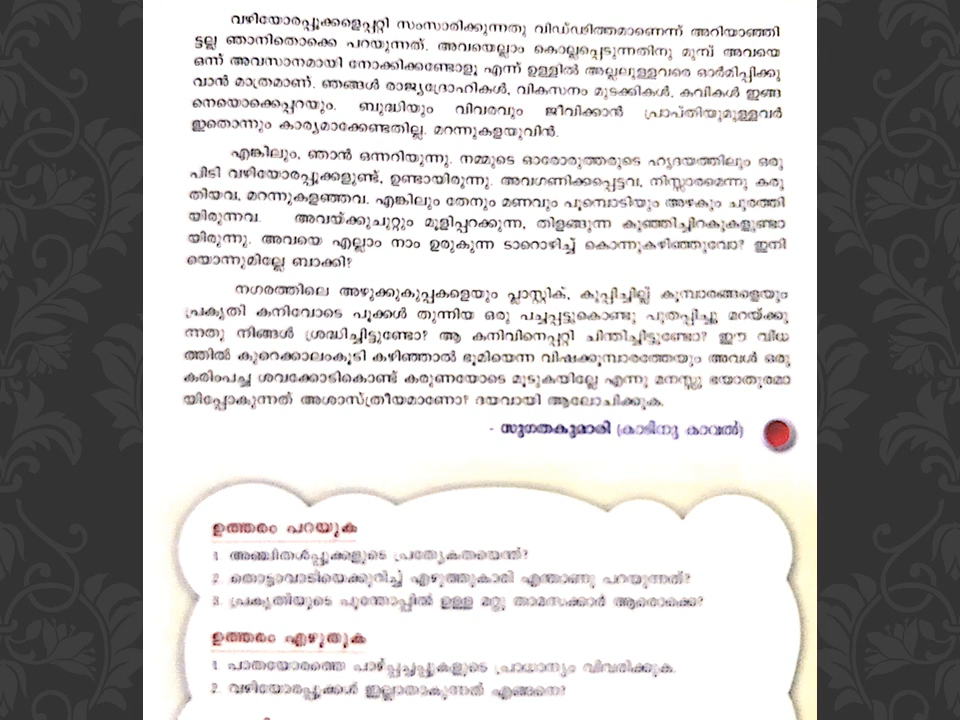 വഴിയോരപ്പൂക്കളെപ്പറ്റി സംസാരിക്കുന്നതു വിഡ്ഢിത്തമാണെന്ന് അറിയാഞ്ഞി
ട്ടല്ല ഞാനിതൊക്കെ പറയുന്നത്. അവയെല്ലാം കൊല്ലപ്പെടുന്നതിനു മുമ്പ് അവയെ
ഒന്ന് അവസാനമായി നോക്കിക്കണ്ടോളൂ എന്ന് ഉള്ളിൽ അല്ലലുള്ളവരെ ഓർമിപ്പിക്കു
വാൻ മാത്രമാണ്. ഞങ്ങൾ രാജ്യദ്രോഹികൾ, വികസനം മുടക്കികൾ, കവികൾ ഇങ്ങ
നെയൊക്കെപ്പറയും. ബുദ്ധിയും വിവരവും ജീവിക്കാൻ പ്രാപ്തിയുമുള്ളവർ
ഇതൊന്നും കാര്യമാക്കേണ്ടതില്ല. മറന്നുകളയുവിൻ.
എങ്കിലും, ഞാൻ ഒന്നറിയുന്നു. നമ്മുടെ ഓരോരുത്തരുടെ ഹൃദയത്തിലും ഒരു
പിടി വഴിയോരപ്പൂക്കളുണ്ട്, ഉണ്ടായിരുന്നു. അവഗണിക്കപ്പെട്ടവ, നിസ്സാരമെന്നു കരു
തിയവ, മറന്നുകളഞ്ഞവ. എങ്കിലും തേനും മണവും പൂമ്പൊടിയും അഴകും ചുരത്തി
യിരുന്നവ. അവയ്ക്കുചുറ്റും മൂളിപ്പറക്കുന്ന, തിളങ്ങുന്ന കുഞ്ഞിച്ചിറകുകളുണ്ടാ
യിരുന്നു. അവയെ എല്ലാം നാം ഉരുകുന്ന ടാറൊഴിച്ച് കൊന്നുകഴിഞ്ഞുവോ? ഇനി
യൊന്നുമില്ലേ ബാക്കി?
നഗരത്തിലെ അഴുക്കുകൂപ്പകളെയും പ്ലാസ്റ്റിക്, കുപ്പിച്ചില്ല് കൂമ്പാരങ്ങളെയും
പ്രകൃതി കനിവോടെ പൂക്കൾ തുന്നിയ ഒരു പച്ചപ്പട്ടുകൊണ്ടു പുതപ്പിച്ചു മറയ്ക്കു
ന്നതു നിങ്ങൾ ശ്രദ്ധിച്ചിട്ടുണ്ടോ? ആ കനിവിനെപ്പറ്റി ചിന്തിച്ചിട്ടുണ്ടോ? ഈ വിധ
ത്തിൽ കുറെക്കാലംകൂടി കഴിഞ്ഞാൽ ഭൂമിയെന്ന വിഷക്കൂമ്പാരത്തേയും അവൾ ഒരു
കരിംപച്ച ശവക്കോടികൊണ്ട് കരുണയോടെ മൂടുകയില്ലേ എന്നു മനസ്സു ഭയാതുരമാ
യിപ്പോകുന്നത് അശാസ്ത്രീയമാണോ? ദയവായി ആലോചിക്കുക.
- സുഗതകുമാരി (കാടിനു കാവൽ)
ഉത്തരം പറയുക
1. അഞ്ചിതൾപ്പൂക്കളുടെ പ്രത്യേകതയെന്ത്?
2. തൊട്ടാവാടിയെക്കുറിച്ച് എഴുത്തുകാരി എന്താണു പറയുന്നത്?
3. പ്രകൃതിയുടെ പൂന്തോപ്പിൽ ഉള്ള മറ്റു താമസക്കാർ ആരൊക്കെ?
ഉത്തരം എഴുതുക
1. പാതയോരത്തെ പാഴ്പ്പച്ചപ്പുകളുടെ പ്രാധാന്യം വിവരിക്കുക.
2. വഴിയോരപ്പൂക്കൾ ഇല്ലാതാകുന്നത് എങ്ങനെ?